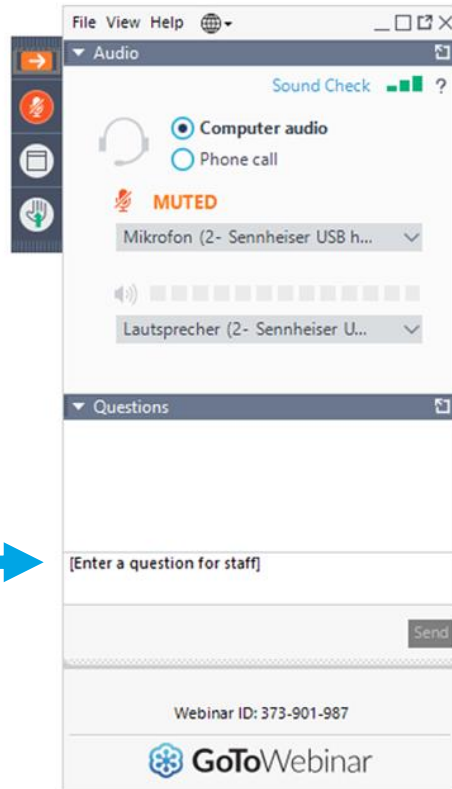 File View Help
Audio
Sound Check ?
Computer audio
Phone call
MUTED
Mikrofon (2- Sennheiser USB h...
Lautsprecher (2- Sennheiser U...
Questions
[Enter a question for staff]
Send
Webinar ID: 373-901-987
GoToWebinar